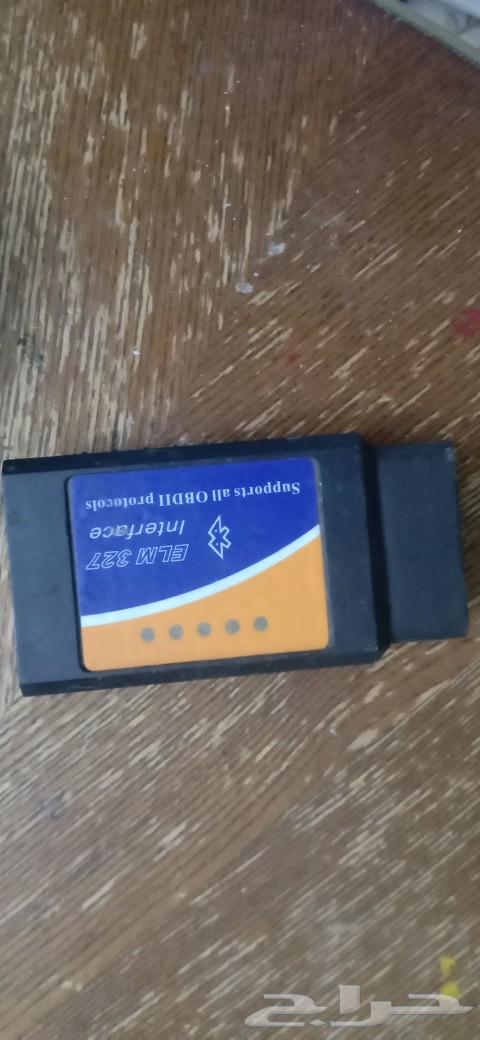 ELM 327
Interface
Supports all OBDII protocols
حراج